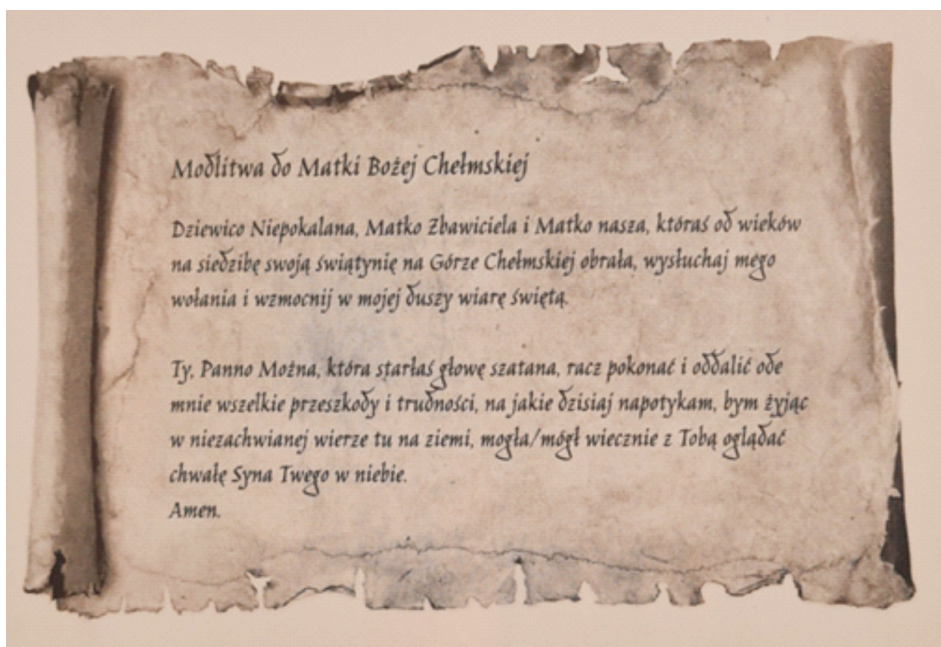 Modlitwa do Matki Bożej Chełmskiej
Dziewico Niepokalana, Matko Zbawiciela i Matko nasza, któraś od wieków
na siedzibę swoją świątynię na Górze Chełmskiej obrała, wysłuchaj mego
wołania i wzmocnij w mojej duszy wiarę świętą.
Ty, Panno Można, która starłaś głowę szatana, racz pokonać i oddalić ode
mnie wszelkie przeszkody i trudności, na jakie dzisiaj napotykam, bym żyjąc
w niezachwianej wierze tu na ziemi, mogła/mógł wiecznie z Tobą oglądać
chwałę Syna Twego w niebie.
Amen.